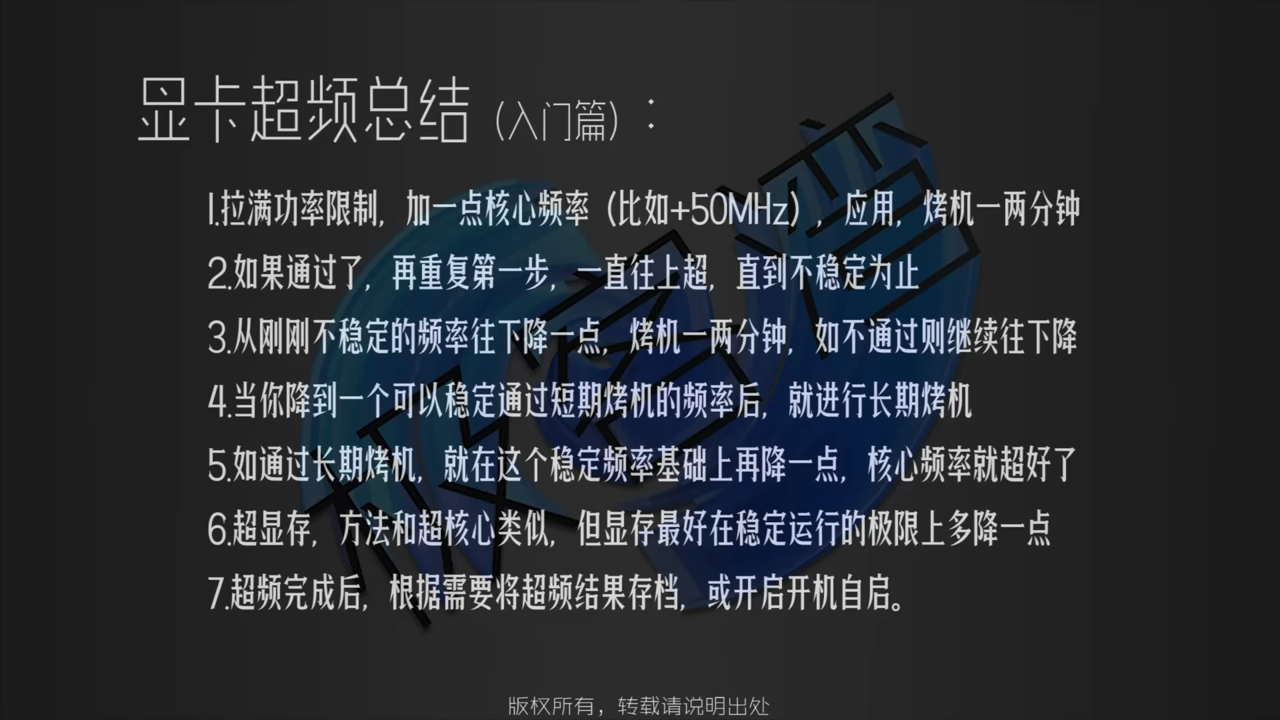 显卡超频总结（入门篇）：
1.拉满功率限制，加一点核心频率（比如+50MHz），应用，烤机一两分钟
2.如果通过了，再重复第一步，一直往上超，直到不稳定为止
3.从刚刚不稳定的频率往下降一点，烤机一两分钟，如不通过则继续往下降
4.当你降到一个可以稳定通过短期烤机的频率后，就进行长期烤机
5.如通过长期烤机，就在这个稳定频率基础上再降一点，核心频率就超好了
6.超显存，方法和超核心类似，但显存最好在稳定运行的极限上多降一点
7.超频完成后，根据需要将超频结果存档，或开启开机自启。
极客湾
版权所有，转载请说明出处